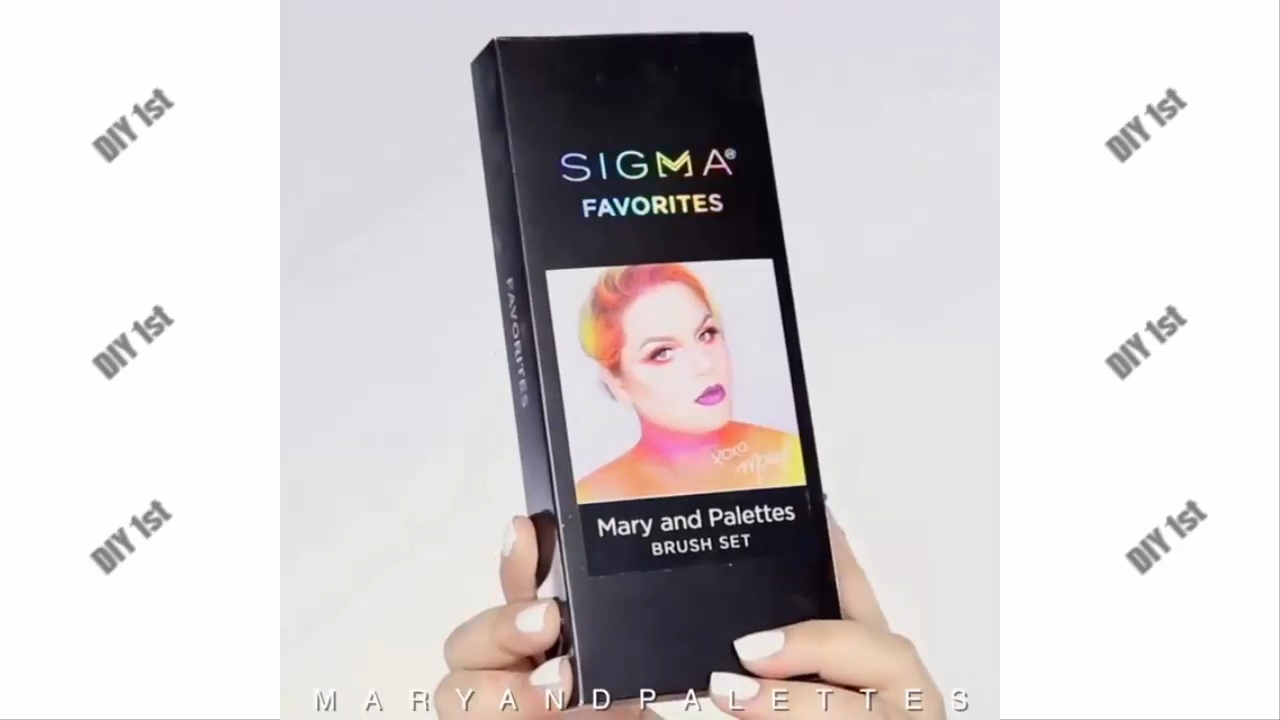 DIY 1st
DIY 1st
DIY 1st
SIGMA®
FAVORITES
FAVORITES
xoxo
Mary and Palettes
BRUSH SET
MARYANDPALETTES
DIY 1st
DIY 1st
DIY 1st